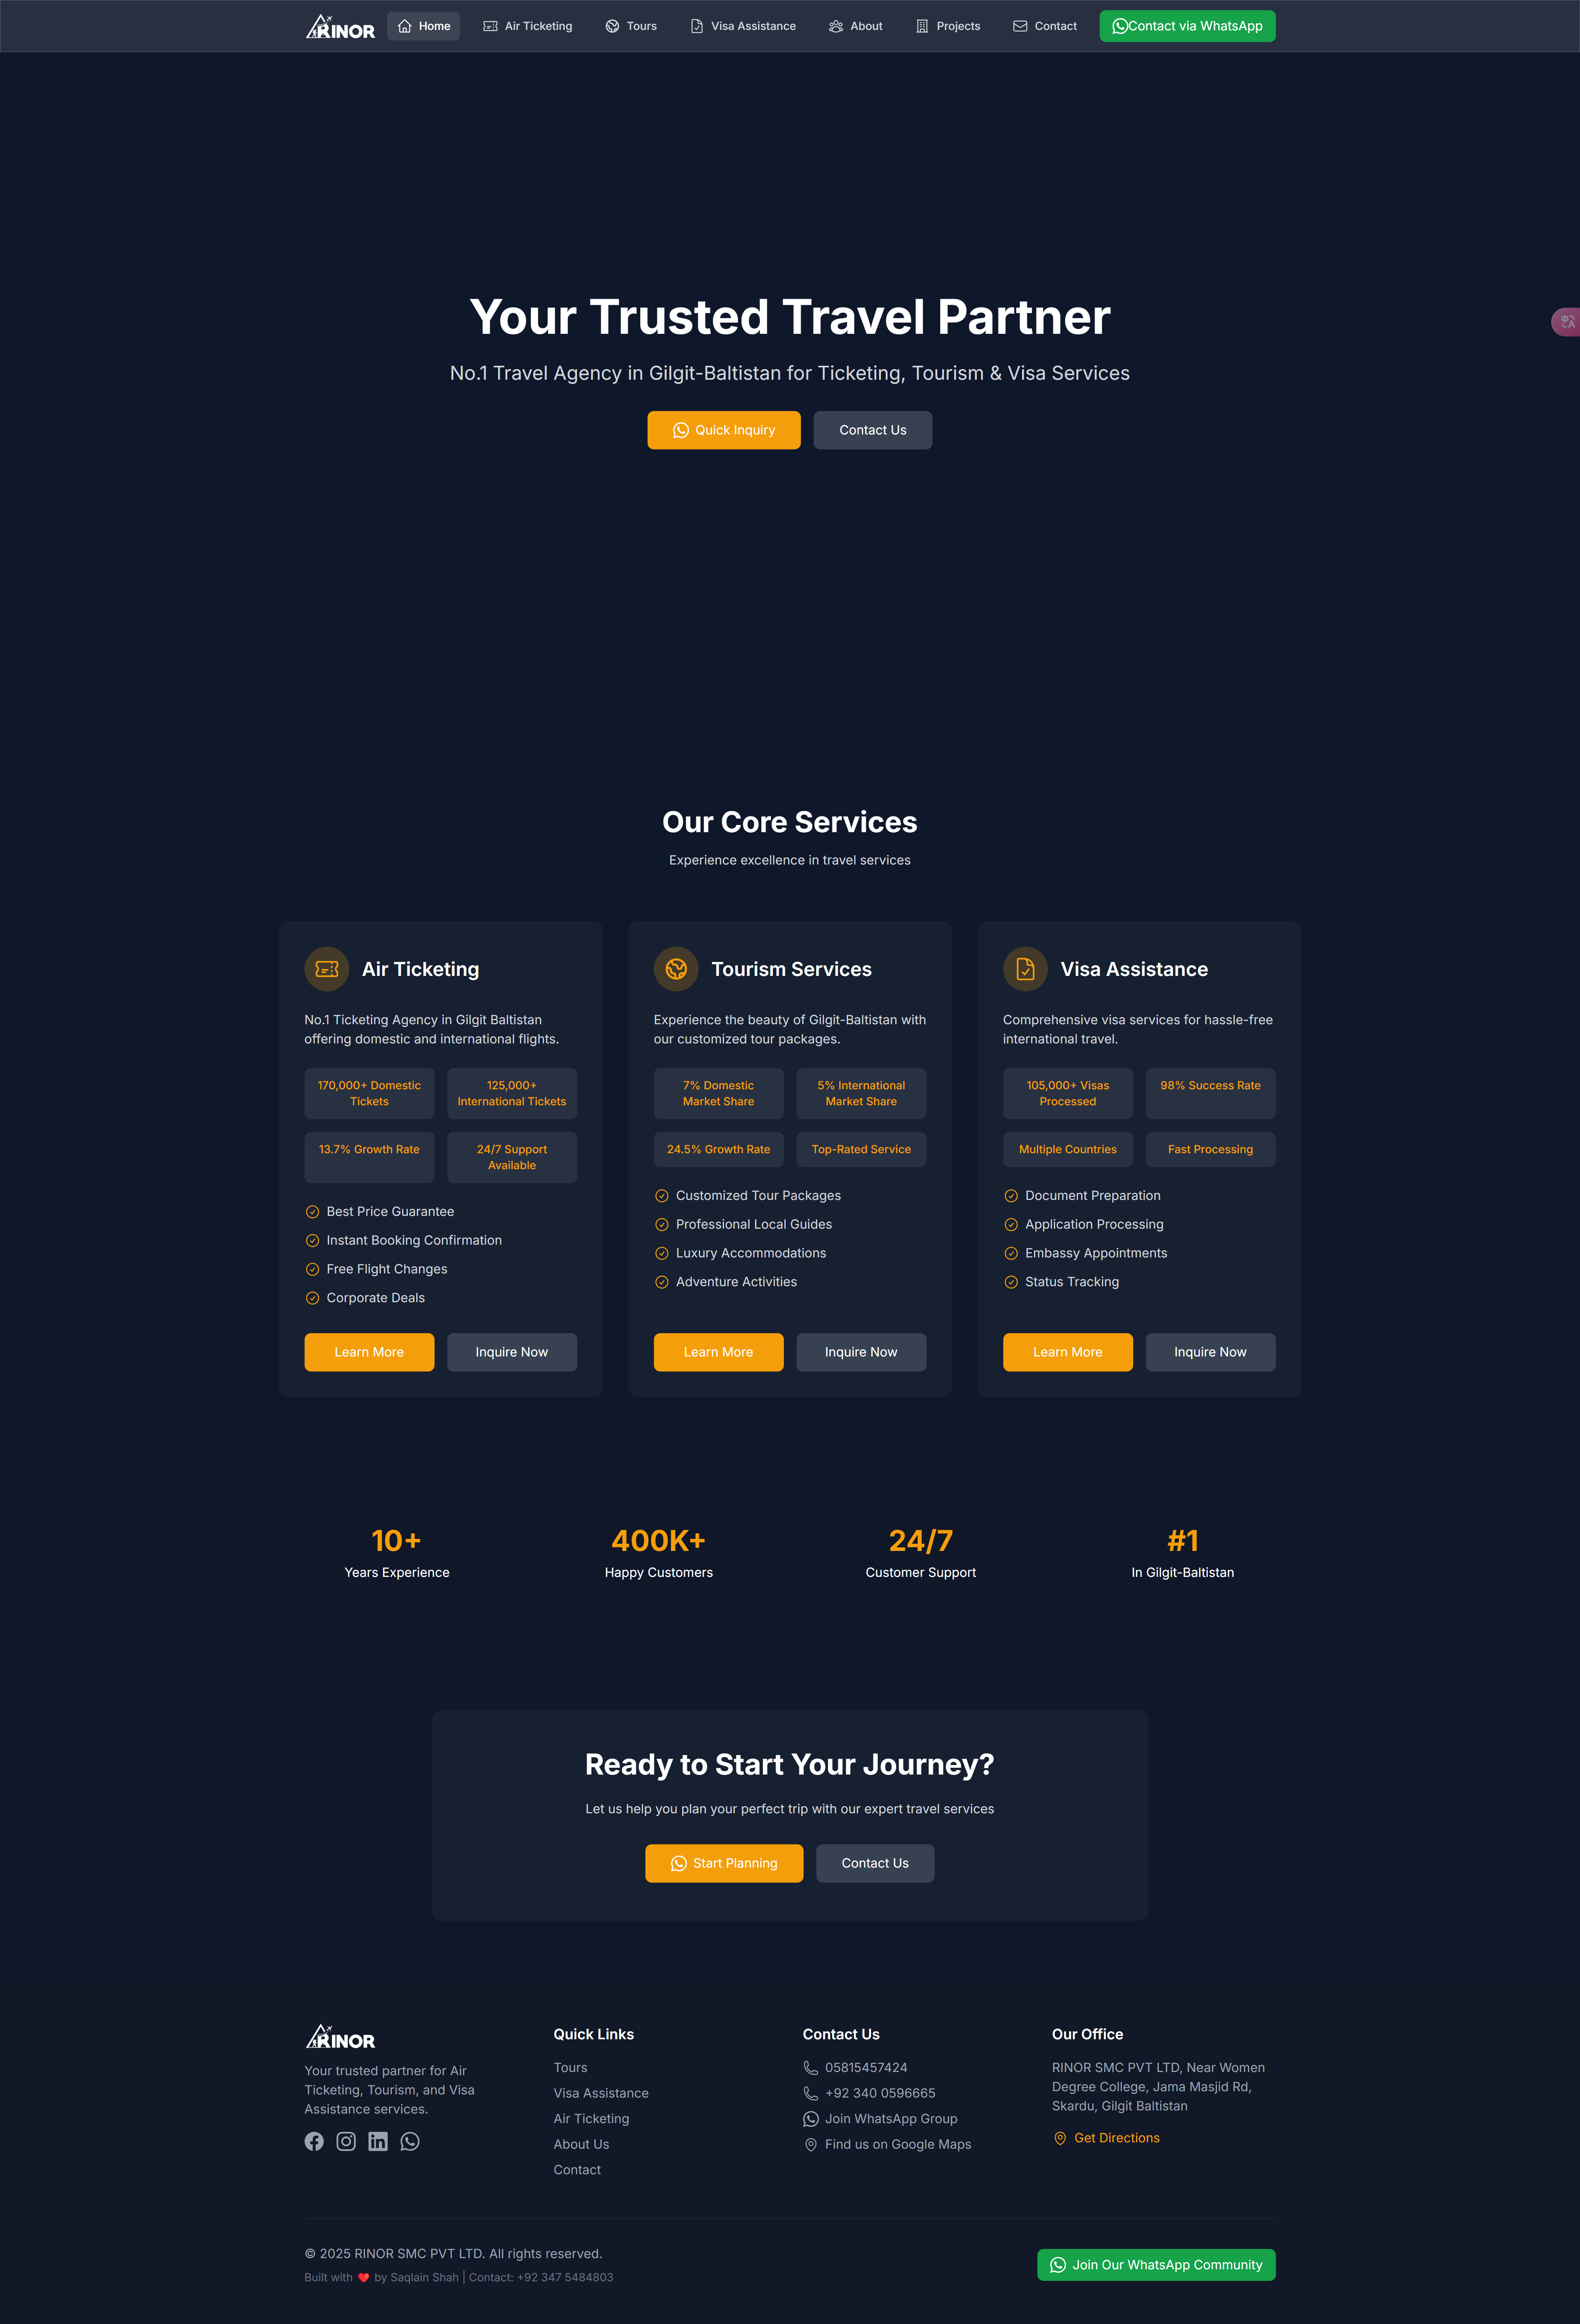 RINOR
Home
Air Ticketing
Tours
Visa Assistance
About
Projects
Contact
Contact via WhatsApp
Your Trusted Travel Partner
No.1 Travel Agency in Gilgit-Baltistan for Ticketing, Tourism & Visa Services
Quick Inquiry
Contact Us
Our Core Services
Experience excellence in travel services
Air Ticketing
No.1 Ticketing Agency in Gilgit Baltistan
offering domestic and international flights.
170,000+ Domestic
Tickets
125,000+
International Tickets
13.7% Growth Rate
24/7 Support
Available
Best Price Guarantee
Instant Booking Confirmation
Free Flight Changes
Corporate Deals
Learn More
Inquire Now
Tourism Services
Experience the beauty of Gilgit-Baltistan with
our customized tour packages.
7% Domestic
Market Share
5% International
Market Share
24.5% Growth Rate
Top-Rated Service
Customized Tour Packages
Professional Local Guides
Luxury Accommodations
Adventure Activities
Learn More
Inquire Now
Visa Assistance
Comprehensive visa services for hassle-free
international travel.
105,000+ Visas
Processed
98% Success Rate
Multiple Countries
Fast Processing
Document Preparation
Application Processing
Embassy Appointments
Status Tracking
Learn More
Inquire Now
10+
Years Experience
400K+
Happy Customers
24/7
Customer Support
#1
In Gilgit-Baltistan
Ready to Start Your Journey?
Let us help you plan your perfect trip with our expert travel services
Start Planning
Contact Us
RINOR
Your trusted partner for Air
Ticketing, Tourism, and Visa
Assistance services.
Quick Links
Tours
Visa Assistance
Air Ticketing
About Us
Contact
Contact Us
05815457424
+92 340 0596665
Join WhatsApp Group
Find us on Google Maps
Our Office
RINOR SMC PVT LTD, Near Women
Degree College, Jama Masjid Rd,
Skardu, Gilgit Baltistan
Get Directions
© 2025 RINOR SMC PVT LTD. All rights reserved.
Built with ❤️ by Saqlain Shah | Contact: +92 347 5484803
Join Our WhatsApp Community